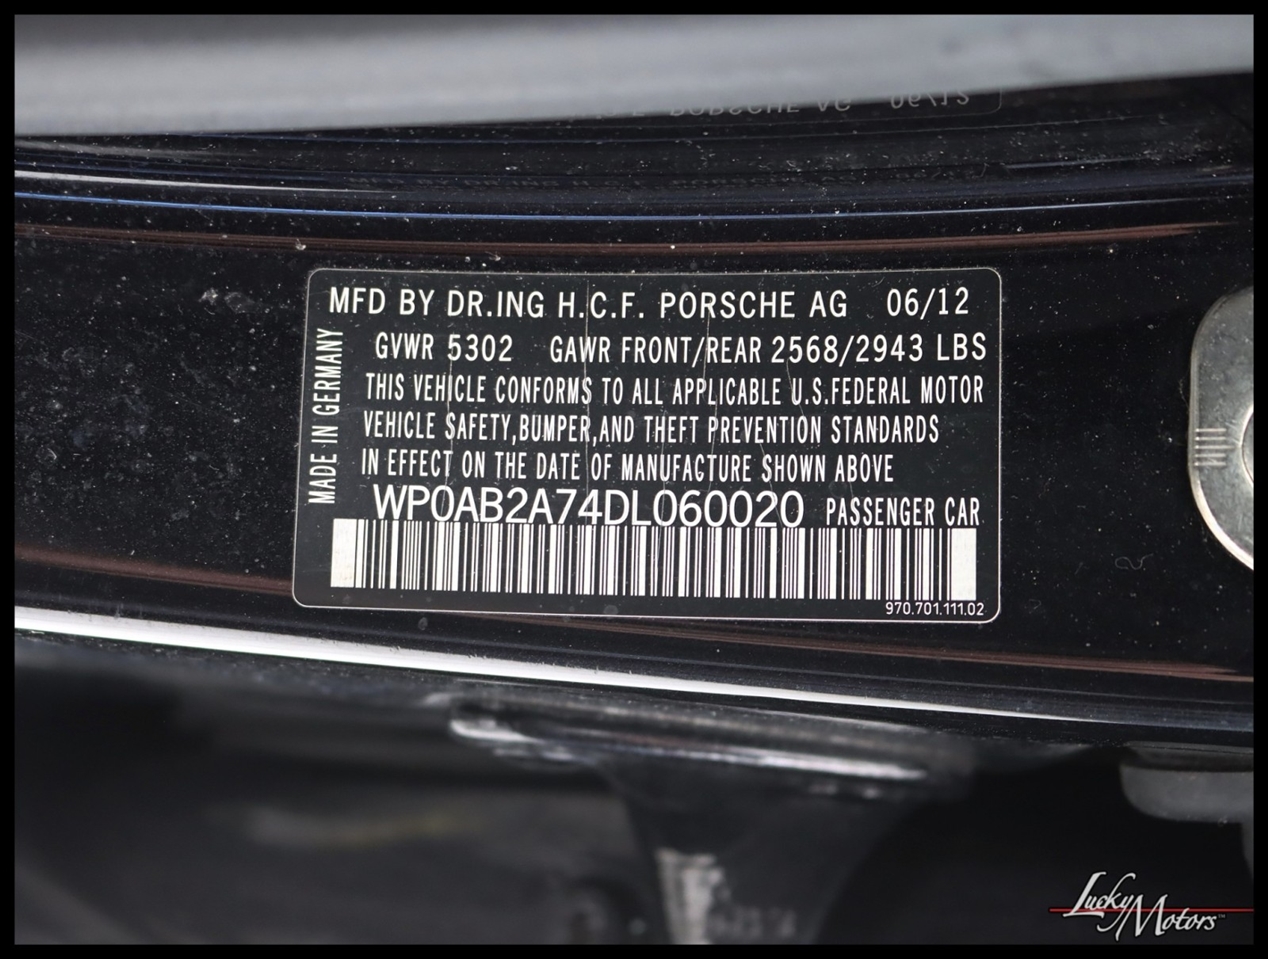 MFD BY DR.ING H.C.F. PORSCHE AG 06/12
GVWR 5302 GAWR FRONT/REAR 2568/2943 LBS
THIS VEHICLE CONFORMS TO ALL APPLICABLE U.S.FEDERAL MOTOR
VEHICLE SAFETY,BUMPER,AND THEFT PREVENTION STANDARDS
IN EFFECT ON THE DATE OF MANUFACTURE SHOWN ABOVE
WP0AB2A74DL060020 PASSENGER CAR
970.701.111.02
MADE IN GERMANY
Lucky Motors™